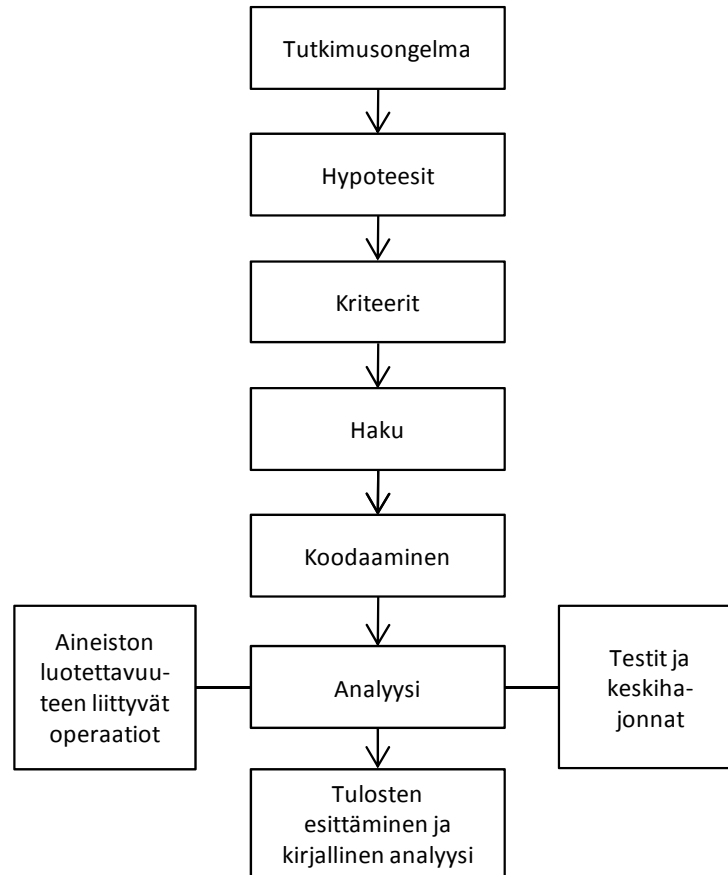 Tutkimusongelma
Hypoteesit
Kriteerit
Haku
Koodaaminen
Aineiston
luotettavuu-
teen liittyvät
operaatiot
Analyysi
Testit ja
keskiha-
jonnat
Tulosten
esittäminen ja
kirjallinen analyysi